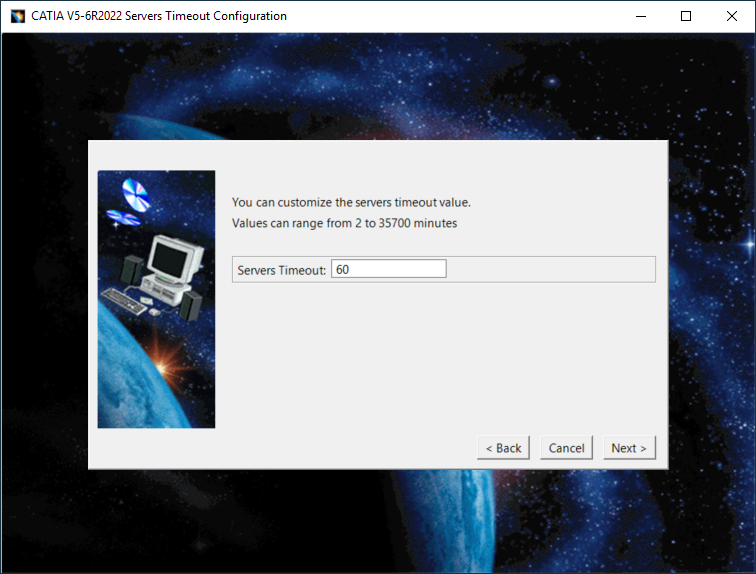 CATIA V5-6R2022 Servers Timeout Configuration
You can customize the servers timeout value.
Values can range from 2 to 35700 minutes
Servers Timeout: 60
< Back Cancel Next >